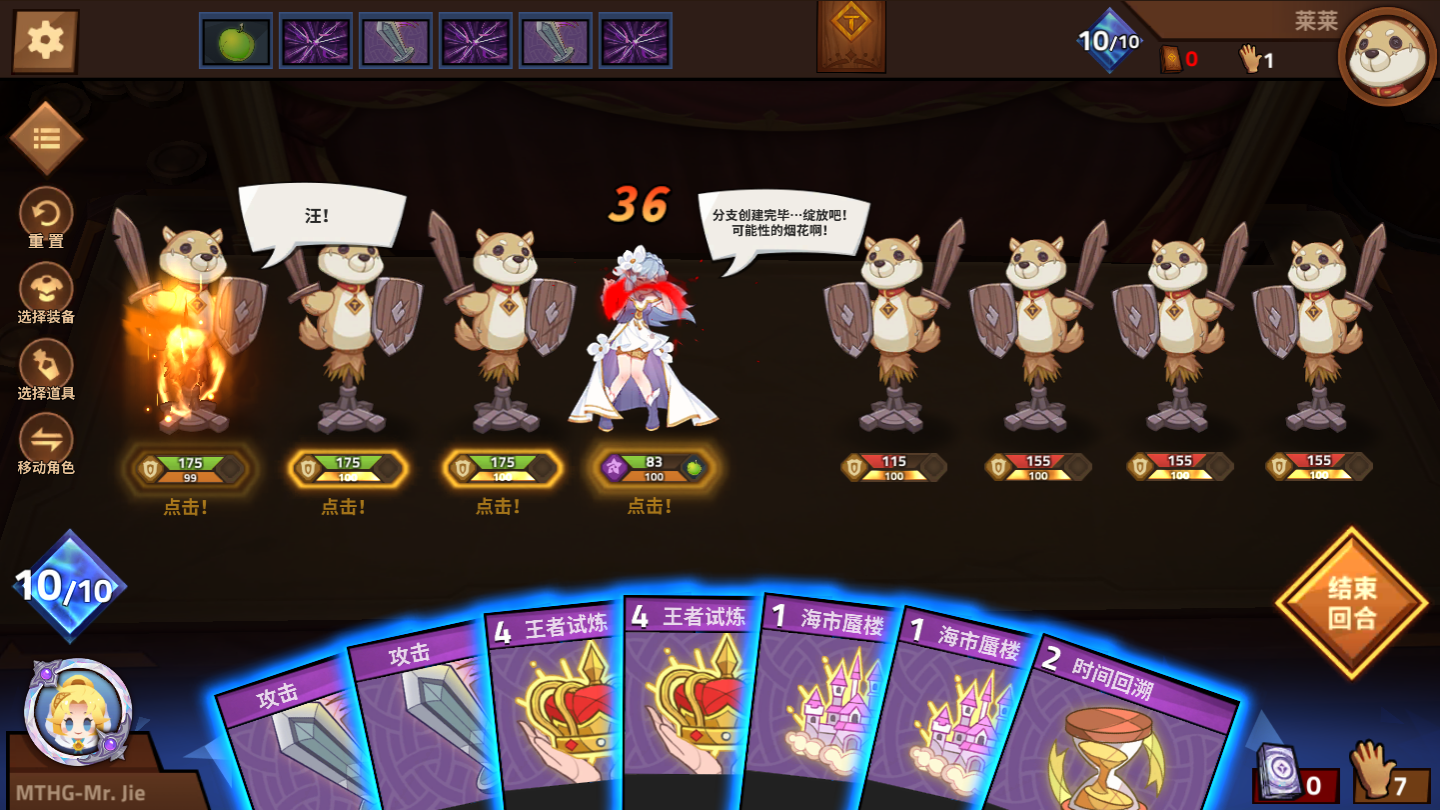 莱莱
10/10
0
1
重置
选择装备
选择道具
移动角色
汪！
36
分支创建完毕…绽放吧！
可能性的烟花啊！
175
99
点击！
175
100
点击！
175
100
点击！
83
100
点击！
115
100
155
100
155
100
155
100
10/10
结束
回合
攻击
攻击
4 王者试炼
4 王者试炼
1 海市蜃楼
1 海市蜃楼
2 时间回溯
MTHG-Mr. Jie
0
7